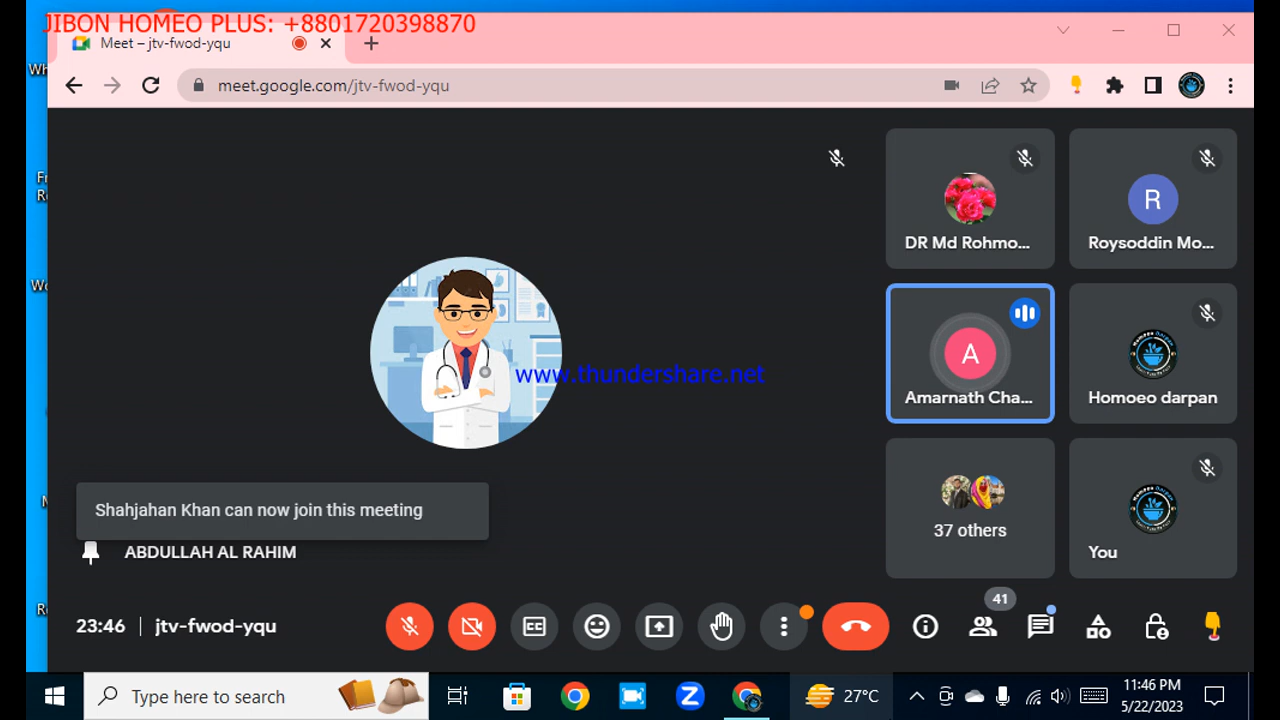 JIBON HOMEO PLUS: +8801720398870
Meet – jtv-fwod-yqu
meet.google.com/jtv-fwod-yqu
DR Md Rohmo...
Roysoddin Mo...
R
A
Amarnath Cha...
Homoeo darpan
www.thundershare.net
37 others
You
Shahjahan Khan can now join this meeting
ABDULLAH AL RAHIM
41
23:46 | jtv-fwod-yqu
Type here to search
27°C
11:46 PM
5/22/2023